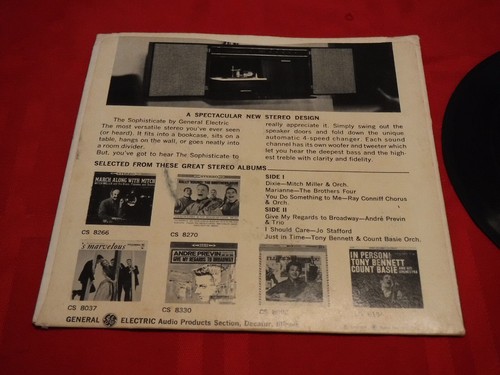 A SPECTACULAR NEW STEREO DESIGN
The Sophisticate by General Electric
The most versatile stereo you've ever seen
(or heard). It fits into a bookcase, sits on a
table, hangs on the wall, or goes neatly into
a room divider.
But, you've got to hear The Sophisticate to
really appreciate it. Simply swing out the
speaker doors and fold down the unique
automatic 4-speed changer. Each sound
channel has its own woofer and tweeter which
let you hear the deepest bass and the high-
est treble with clarity and fidelity.
SELECTED FROM THESE GREAT STEREO ALBUMS
MARCH ALONG WITH MITCH
CS 8266
CS 8270
's marvelous
CS 8037
ANDRÉ PREVIN
GIVE MY REGARDS TO BROADWAY
CS 8330
IN PERSON!
TONY BENNETT
COUNT BASIE
SIDE I
Dixie—Mitch Miller & Orch.
Marianne—The Brothers Four
You Do Something to Me—Ray Conniff Chorus
& Orch.
SIDE II
Give My Regards to Broadway—André Previn
& Trio
I Should Care—Jo Stafford
Just in Time—Tony Bennett & Count Basie Orch.
GENERAL GE ELECTRIC Audio Products Section, Decatur, Illinois